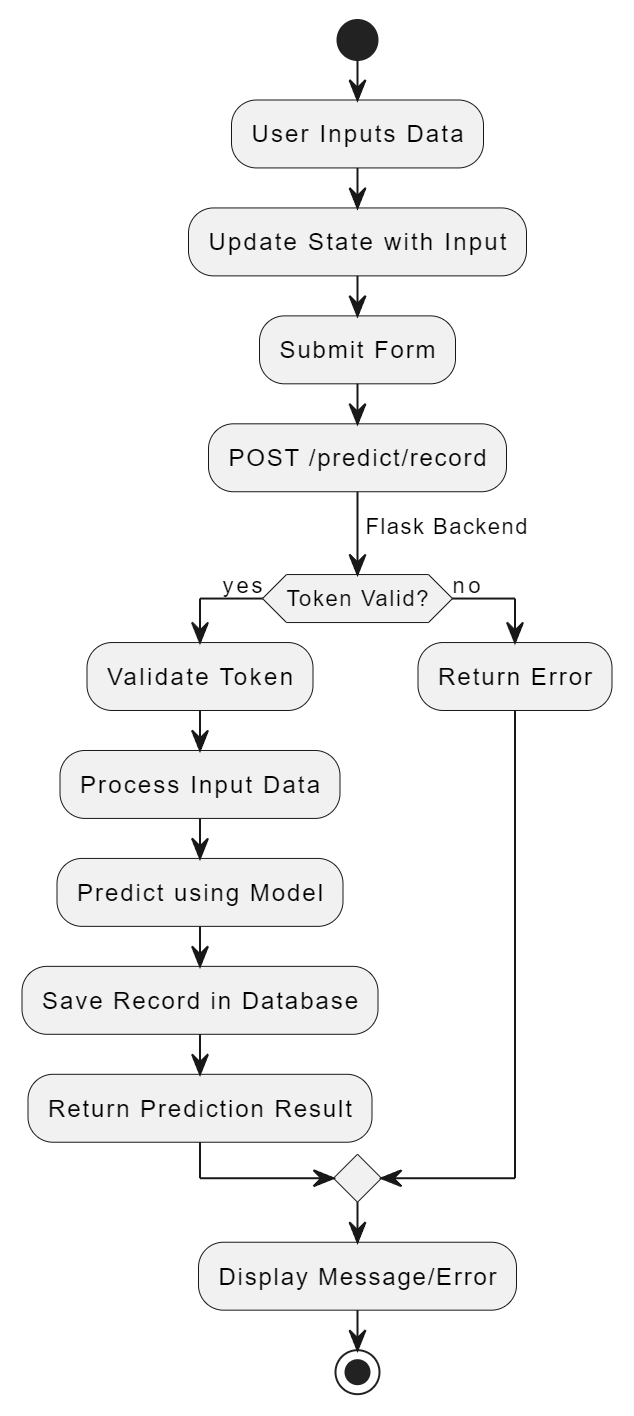 User Inputs Data
Update State with Input
Submit Form
POST /predict/record
Flask Backend
yes
Token Valid?
no
Validate Token
Return Error
Process Input Data
Predict using Model
Save Record in Database
Return Prediction Result
Display Message/Error